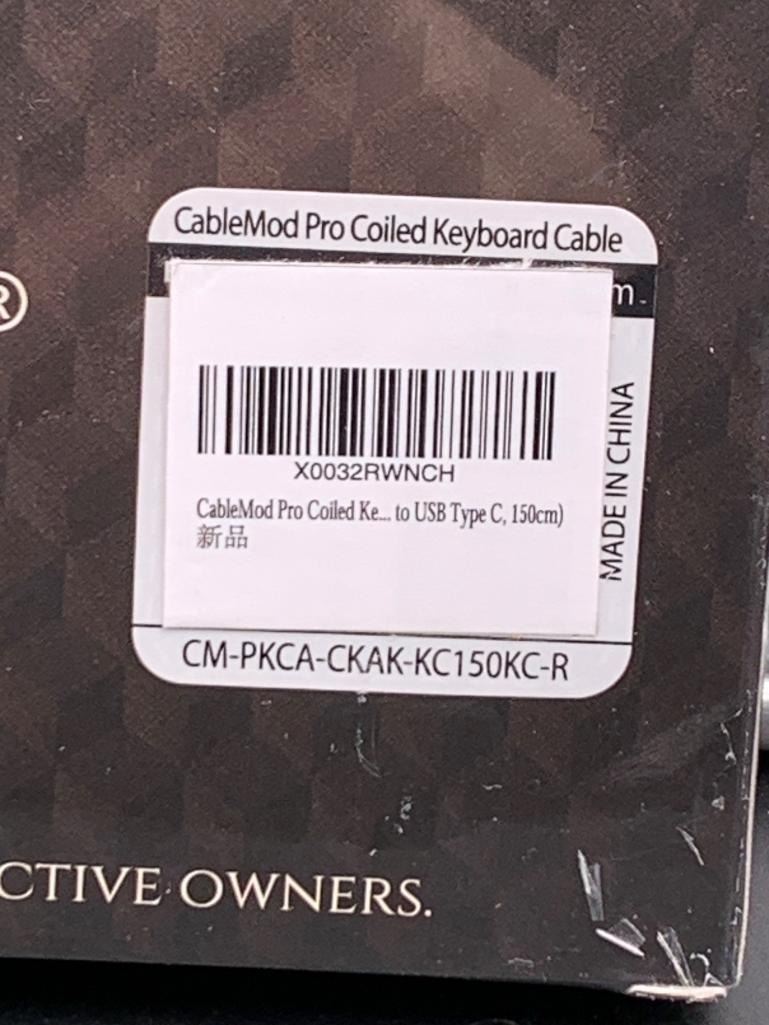 CableMod Pro Coiled Keyboard Cable
®
m
X0032RWNCH
CableMod Pro Coiled Ke... to USB Type C, 150cm)
新品
MADE IN CHINA
CM-PKCA-CKAK-KC150KC-R
CTIVE OWNERS.